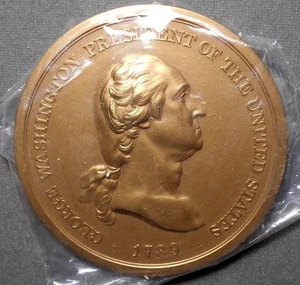 GEORGE WASHINGTON PRESIDENT OF THE UNITED STATES
1789